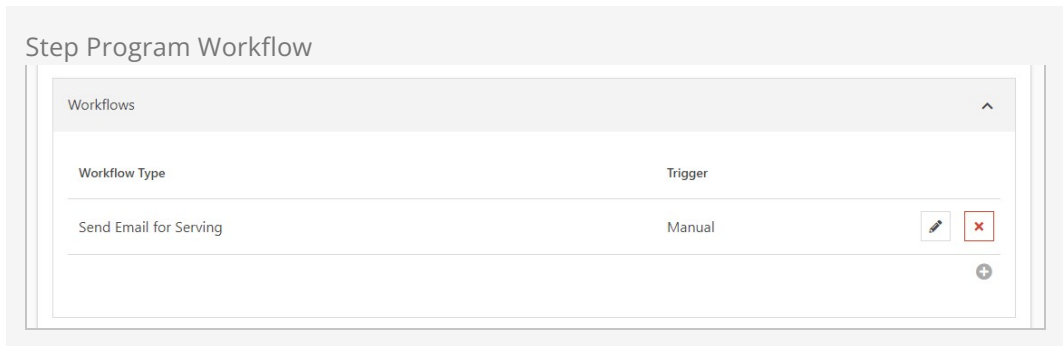 Step Program Workflow
Workflows
Workflow Type Trigger
Send Email for Serving Manual